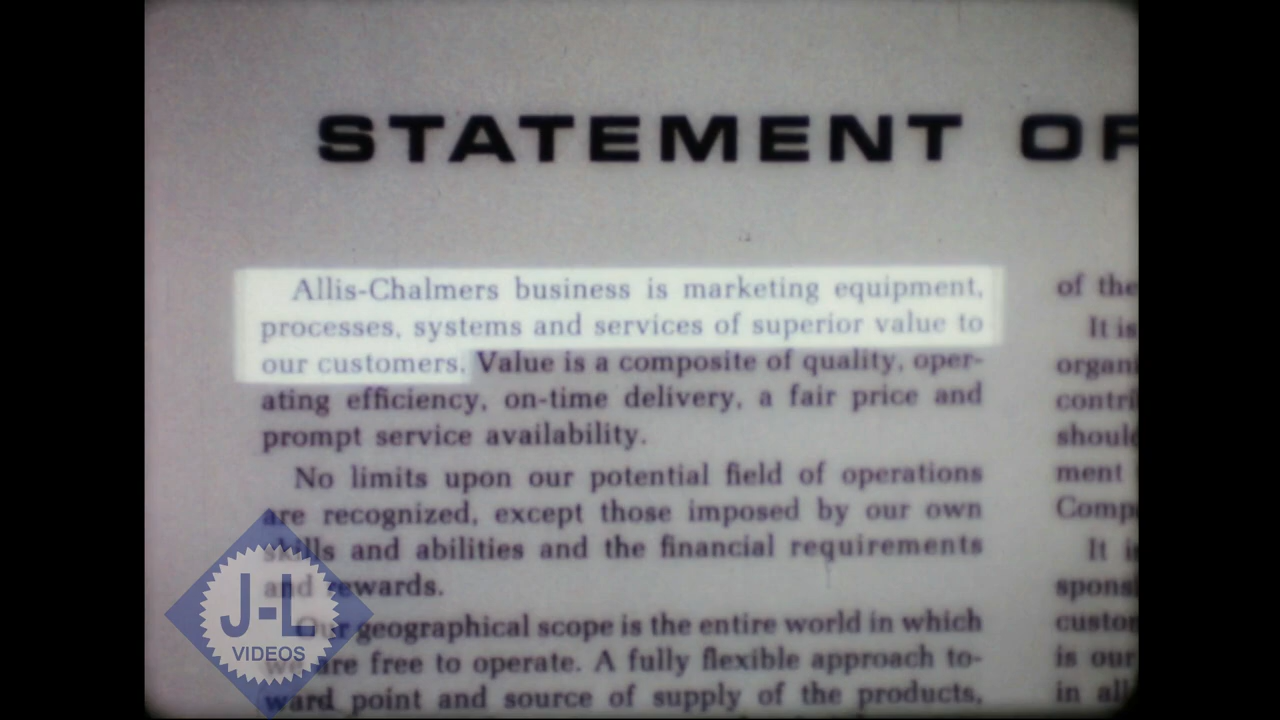 STATEMENT OF
Allis-Chalmers business is marketing equipment,
processes, systems and services of superior value to
our customers. Value is a composite of quality, oper-
ating efficiency, on-time delivery, a fair price and
prompt service availability.
No limits upon our potential field of operations
are recognized, except those imposed by our own
skills and abilities and the financial requirements
and rewards.
Our geographical scope is the entire world in which
we are free to operate. A fully flexible approach to-
ward point and source of supply of the products,
of the
It is
organi
contri
should
ment
Comp
It i
spons
custom
is our
in all
J-L
VIDEOS